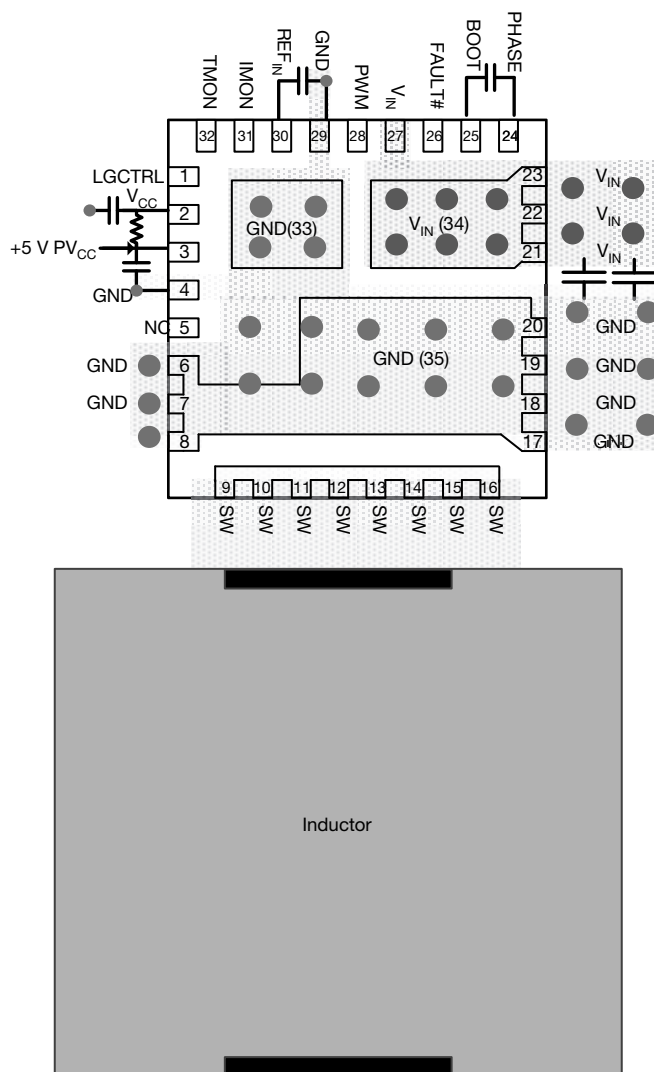 TMON
IMON
REF_IN
GND
PWM
V_IN
FAULT#
BOOT
PHASE
32
31
30
29
28
27
26
25
24
LGCTRL
1
V_CC
2
+5 V PV_CC
3
GND
4
NC
5
GND
6
GND
7
8
GND(33)
V_IN (34)
GND (35)
23
22
21
20
19
18
17
V_IN
V_IN
V_IN
GND
GND
GND
GND
9
10
11
12
13
14
15
16
SW
SW
SW
SW
SW
SW
SW
SW
Inductor